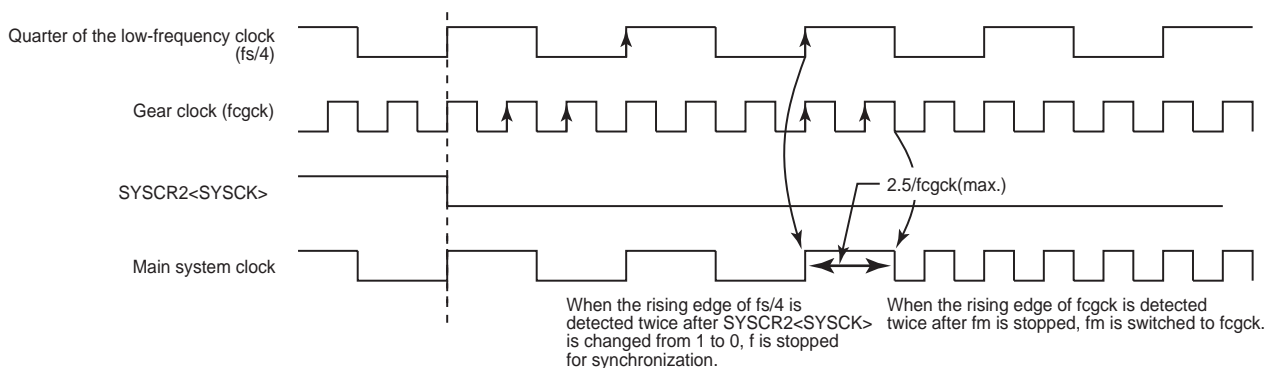 Quarter of the low-frequency clock
(fs/4)
Gear clock (fcgck)
SYSCR2<SYSCK>
2.5/fcgck(max.)
Main system clock
When the rising edge of fs/4 is
detected twice after SYSCR2<SYSCK>
is changed from 1 to 0, f is stopped
for synchronization.
When the rising edge of fcgck is detected
twice after fm is stopped, fm is switched to fcgck.